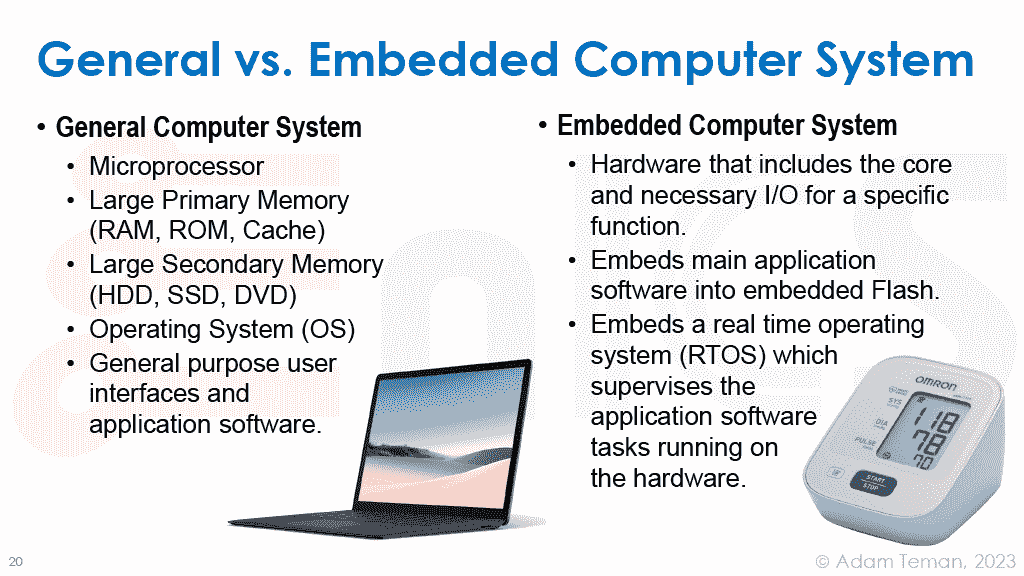 General vs. Embedded Computer System
• General Computer System
• Microprocessor
• Large Primary Memory
(RAM, ROM, Cache)
• Large Secondary Memory
(HDD, SSD, DVD)
• Operating System (OS)
• General purpose user
interfaces and
application software.
• Embedded Computer System
• Hardware that includes the core
and necessary I/O for a specific
function.
• Embeds main application
software into embedded Flash.
• Embeds a real time operating
system (RTOS) which
supervises the
application software
tasks running on
the hardware.
OMRON
SYS
118
DIA
78
PULSE
70
START
STOP
20
© Adam Teman, 2023